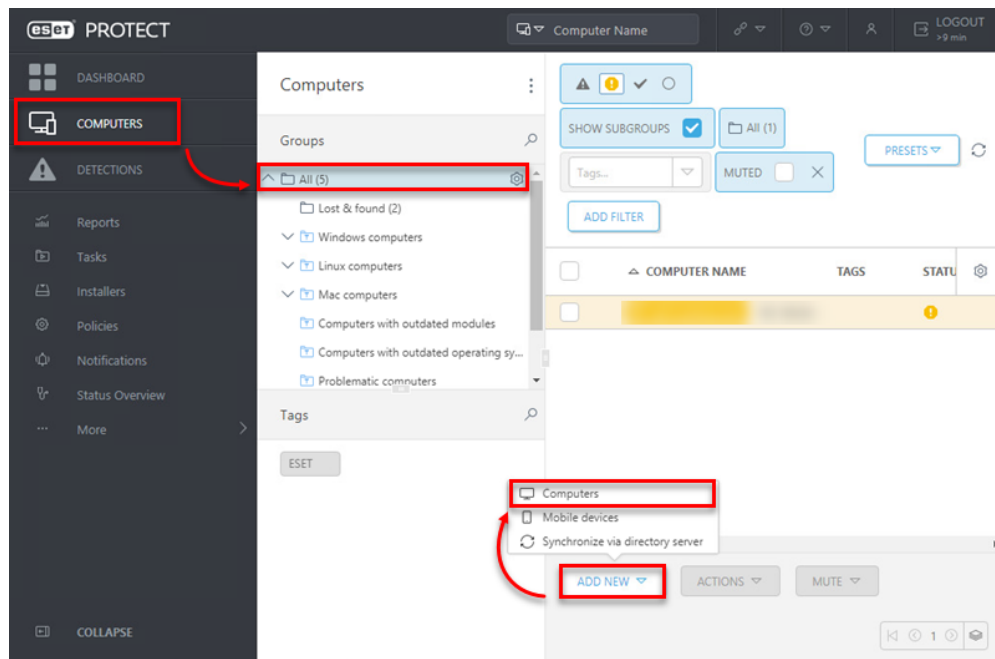 eset PROTECT
Computer Name
LOGOUT
>9 min
DASHBOARD
COMPUTERS
DETECTIONS
Reports
Tasks
Installers
Policies
Notifications
Status Overview
More
COLLAPSE
Computers
Groups
All (5)
Lost & found (2)
Windows computers
Linux computers
Mac computers
Computers with outdated modules
Computers with outdated operating sy...
Problematic computers
Tags
ESET
SHOW SUBGROUPS
All (1)
PRESETS
Tags...
MUTED
ADD FILTER
COMPUTER NAME
TAGS
STATU
Computers
Mobile devices
Synchronize via directory server
ADD NEW
ACTIONS
MUTE
1